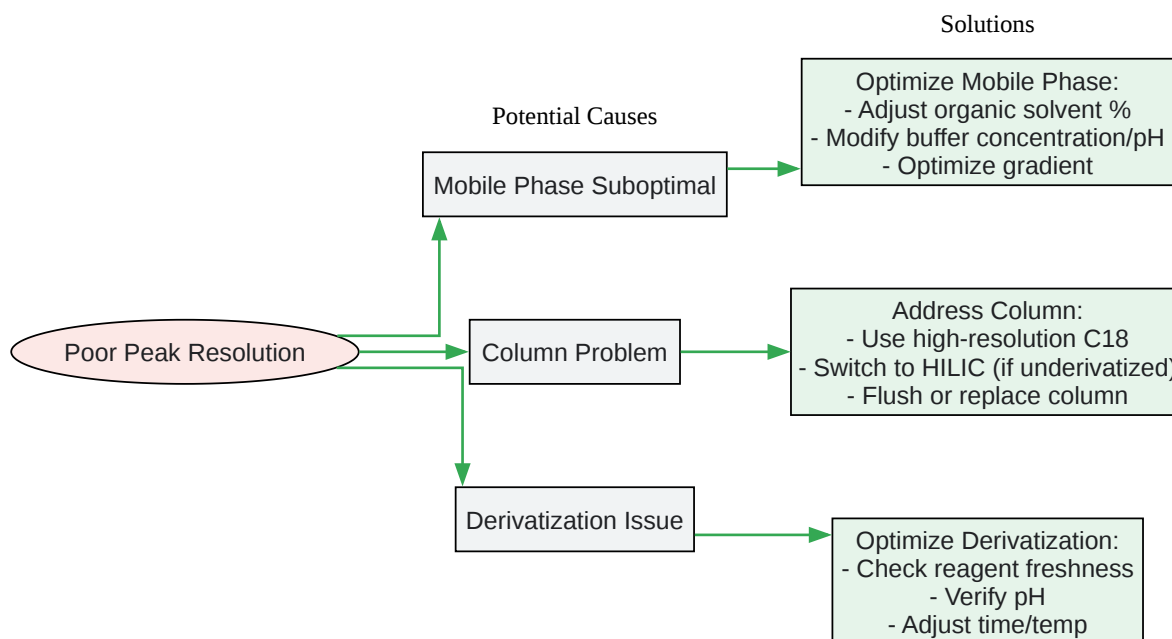 Solutions
Optimize Mobile Phase:
- Adjust organic solvent %
- Modify buffer concentration/pH
- Optimize gradient
Potential Causes
Mobile Phase Suboptimal
Address Column:
- Use high-resolution C18
- Switch to HILIC (if underivatized)
- Flush or replace column
Poor Peak Resolution
Column Problem
Derivatization Issue
Optimize Derivatization:
- Check reagent freshness
- Verify pH
- Adjust time/temp